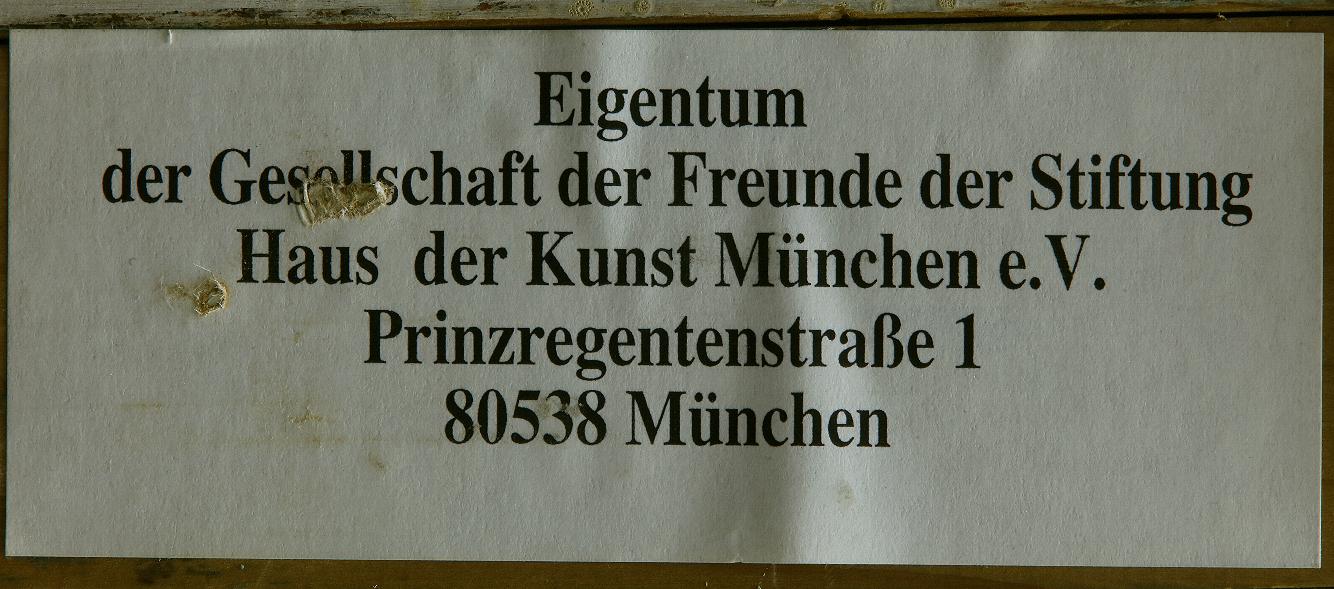 Eigentum
der Gesellschaft der Freunde der Stiftung
Haus der Kunst München e.V.
Prinzregentenstraße 1
80538 München